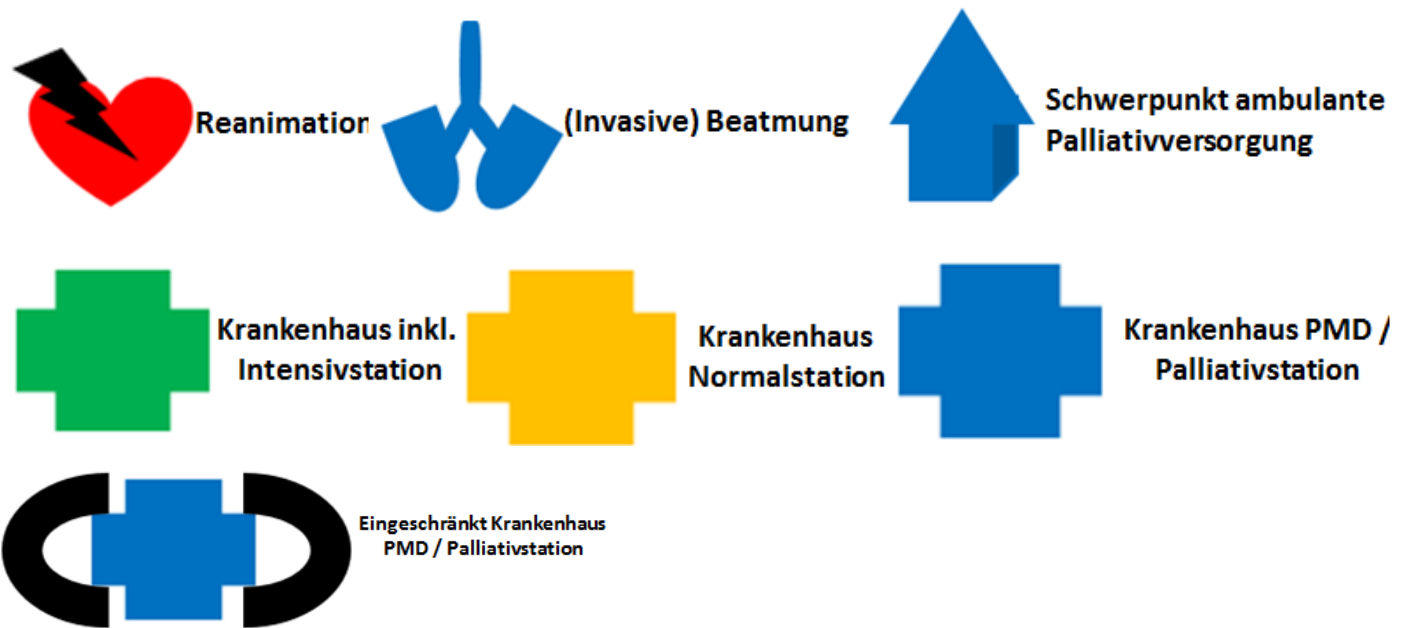 Reanimation
(Invasive) Beatmung
Schwerpunkt ambulante
Palliativversorgung
Krankenhaus inkl.
Intensivstation
Krankenhaus
Normalstation
Krankenhaus PMD /
Palliativstation
Eingeschränkt Krankenhaus
PMD / Palliativstation